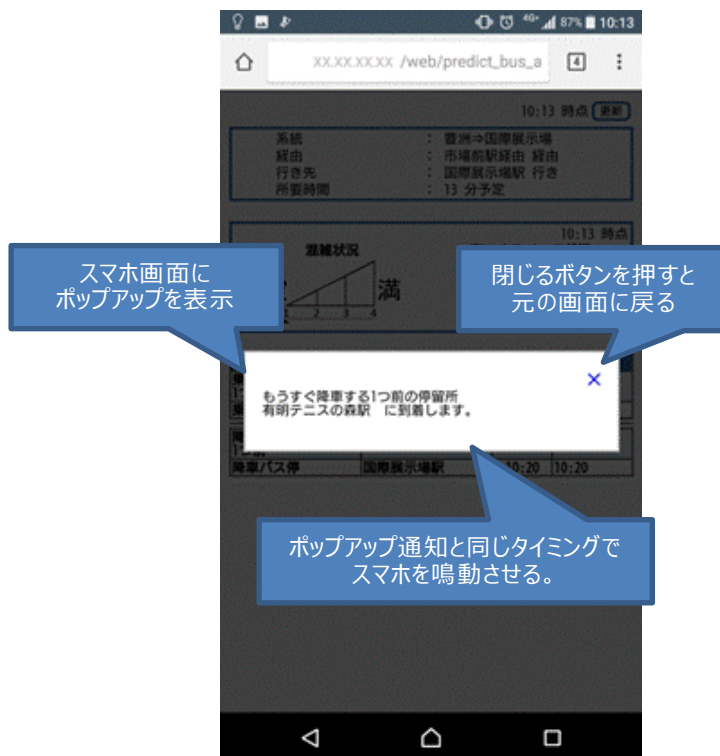 4G+ 87% 10:13
XX.XX.XX.XX /web/predict_bus_a 4
10:13 時点 更新
系統 : 豊洲⇒国際展示場
経由 : 市場前駅経由 経由
行き先 : 国際展示場駅 行き
所要時間 : 13 分予定
10:13 時点
混雑状況
満
1 2 3 4
スマホ画面に
ポップアップを表示
閉じるボタンを押すと
元の画面に戻る
×
もうすぐ降車する1つ前の停留所
有明テニスの森駅 に到着します。
降車バス停 国際展示場駅 10:20 10:20
ポップアップ通知と同じタイミングで
スマホを鳴動させる。